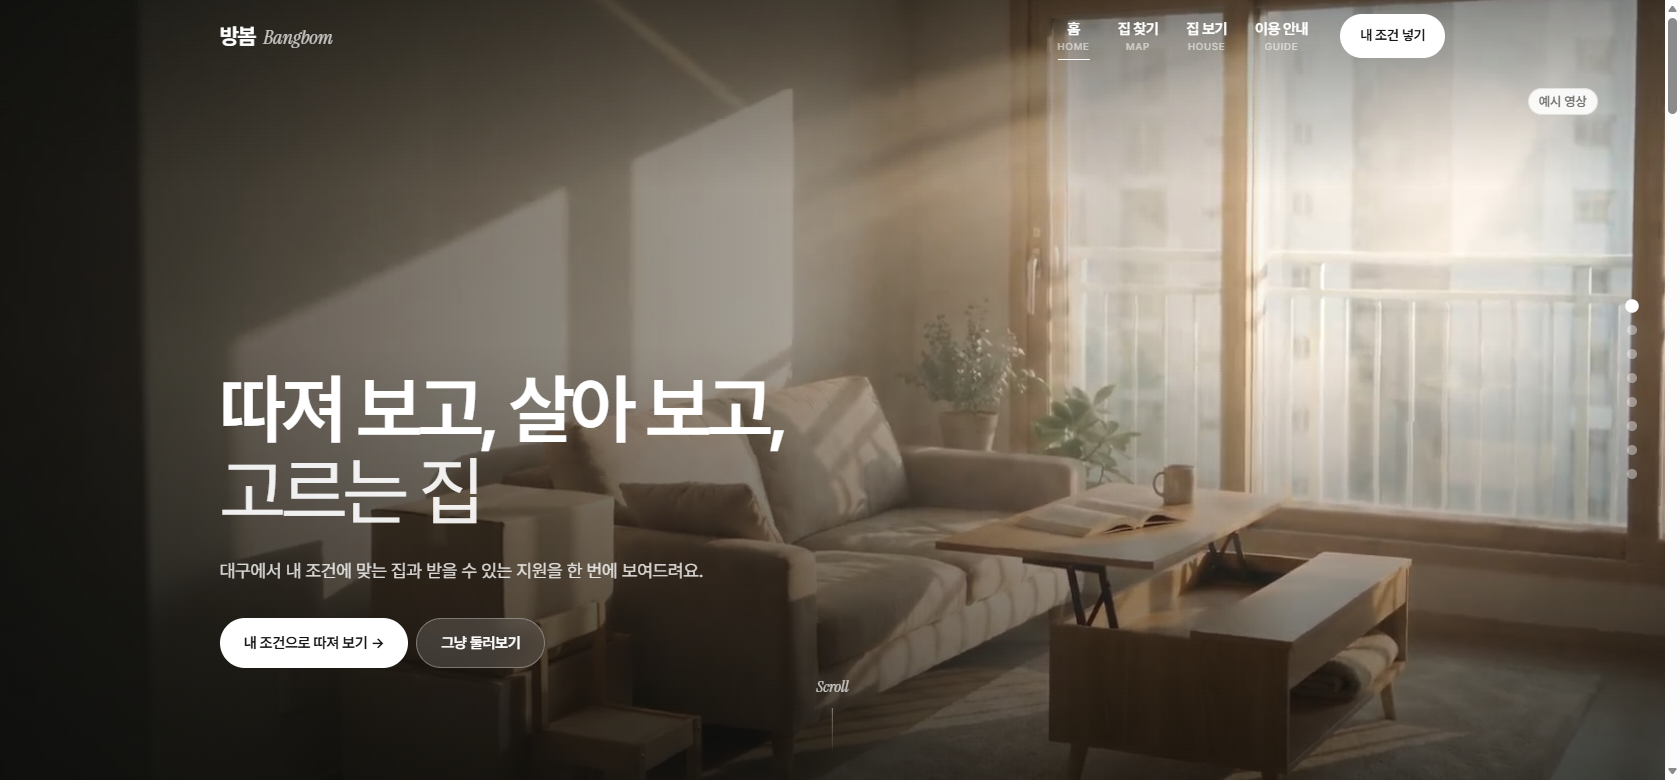 방봄 Bangbom
홈 집 찾기 집 보기 이용 안내 내 조건 넣기
HOME MAP HOUSE GUIDE
예시 영상
따져 보고, 살아 보고,
고르는 집
대구에서 내 조건에 맞는 집과 받을 수 있는 지원을 한 번에 보여드려요.
내 조건으로 따져 보기 → 그냥 둘러보기
Scroll